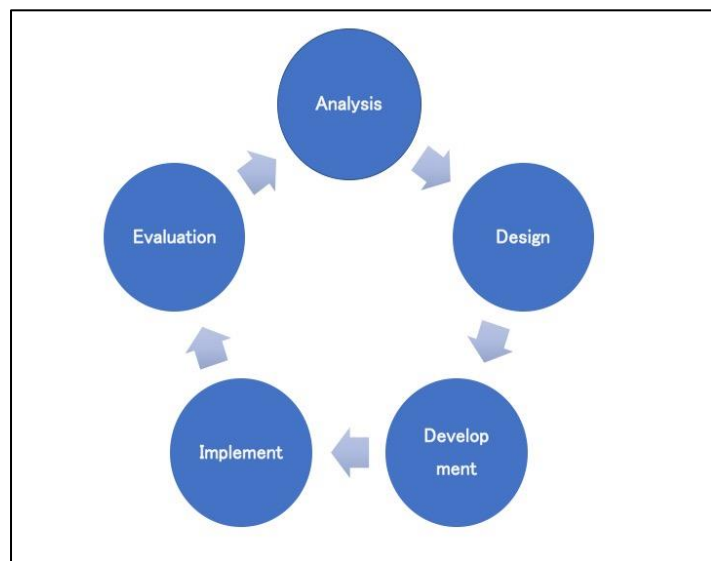 Analysis
Design
Develop
ment
Implement
Evaluation